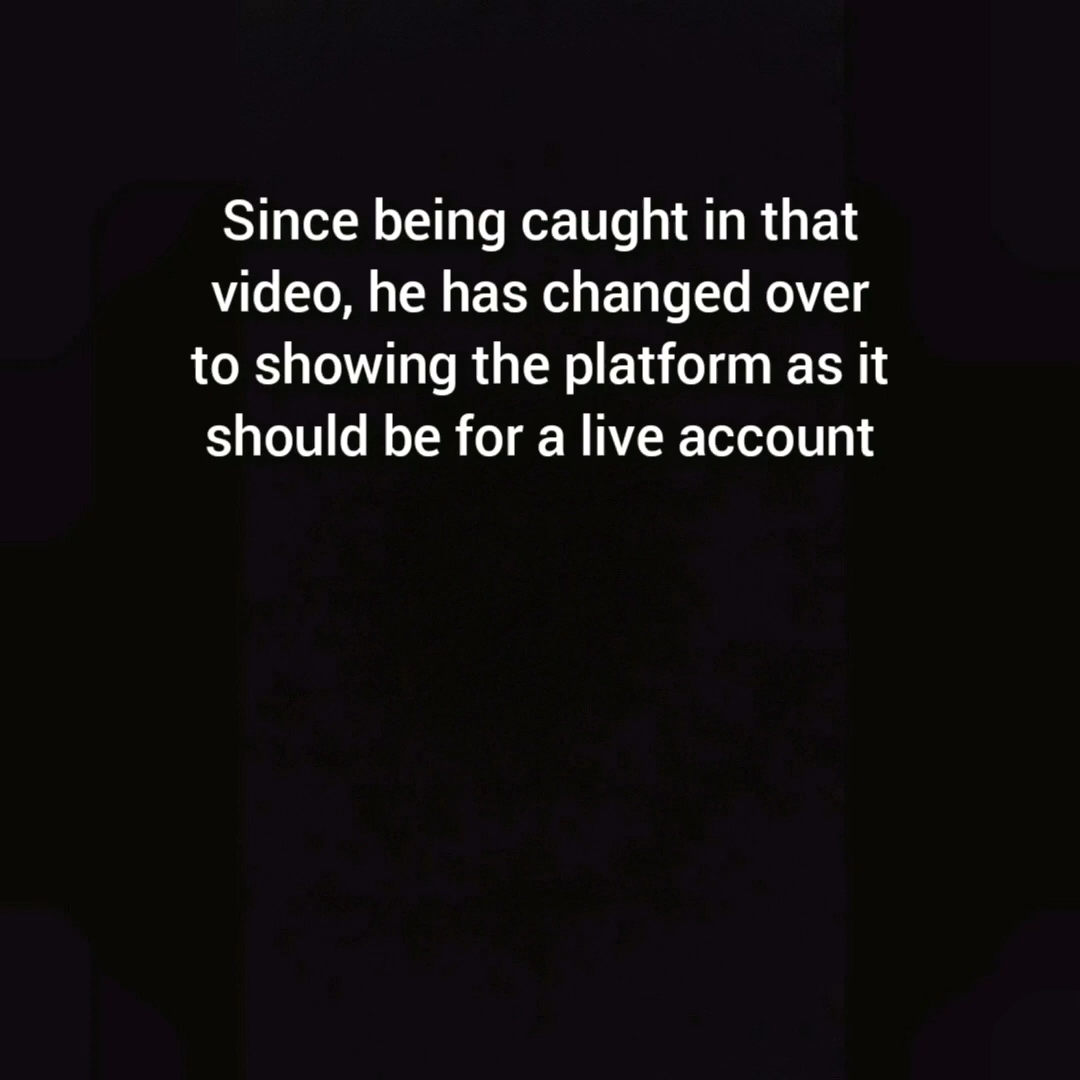 Since being caught in that
video, he has changed over
to showing the platform as it
should be for a live account